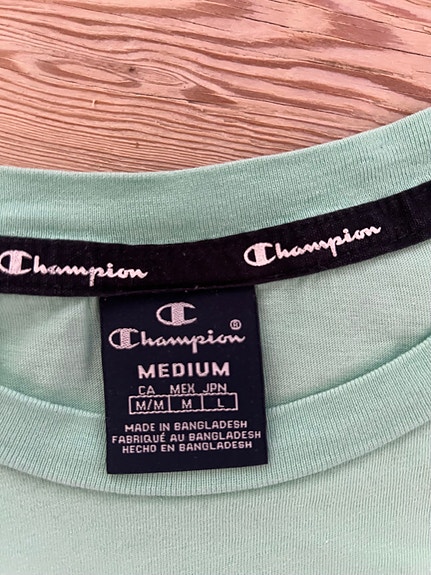 Champion
Champion
Champion ®
MEDIUM
CA MEX JPN
M/M M L
MADE IN BANGLADESH
FABRIQUÉ AU BANGLADESH
HECHO EN BANGLADESH